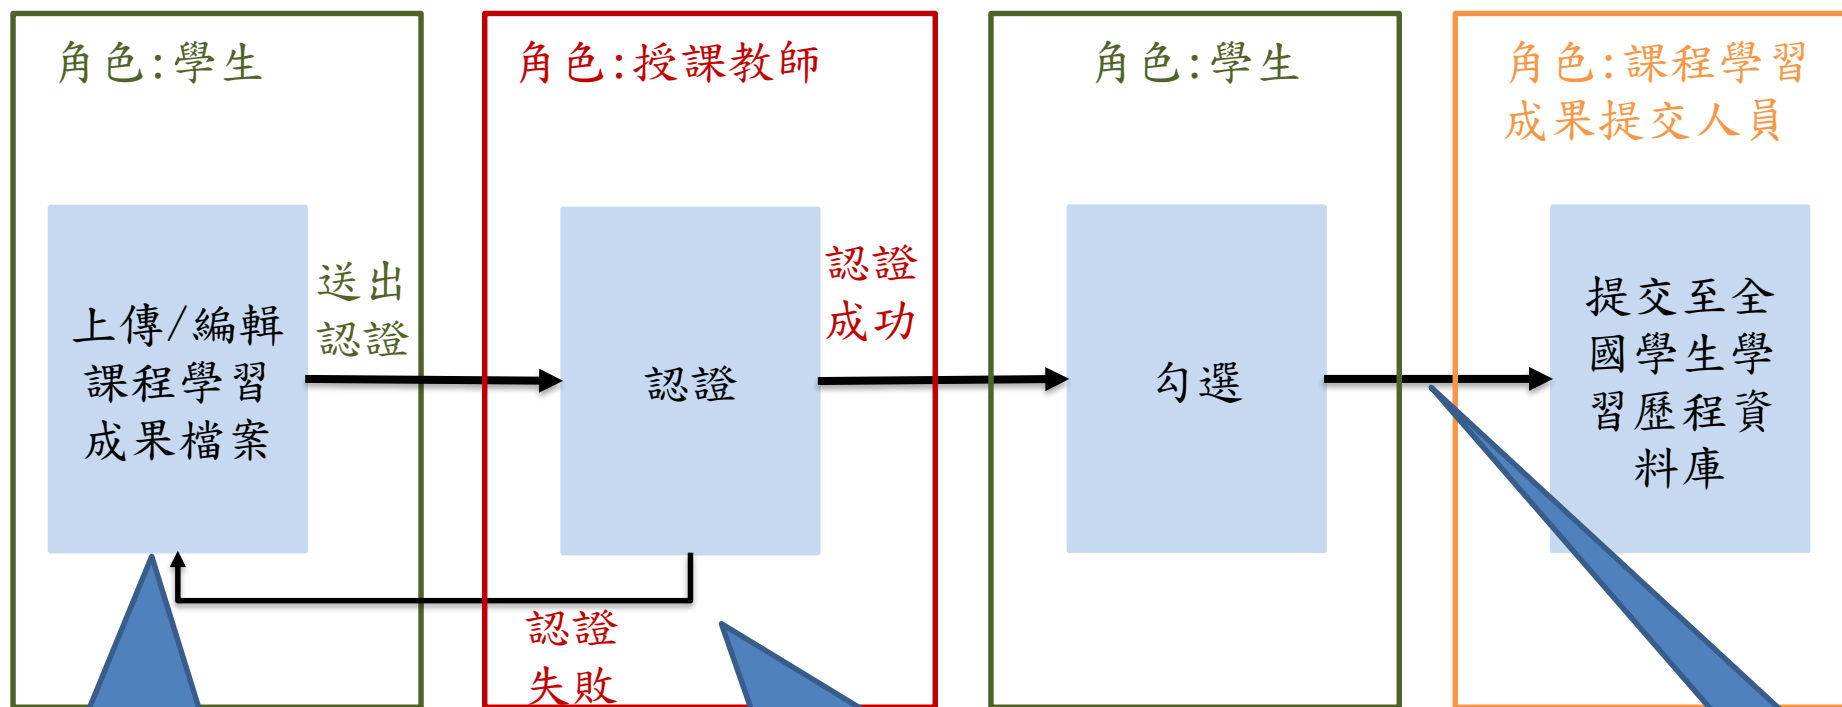 角色:學生
上傳/編輯
課程學習
成果檔案
送出
認證
角色:授課教師
認證
認證
成功
認證
失敗
角色:學生
勾選
角色:課程學習
成果提交人員
提交至全
國學生學
習歷程資
料庫